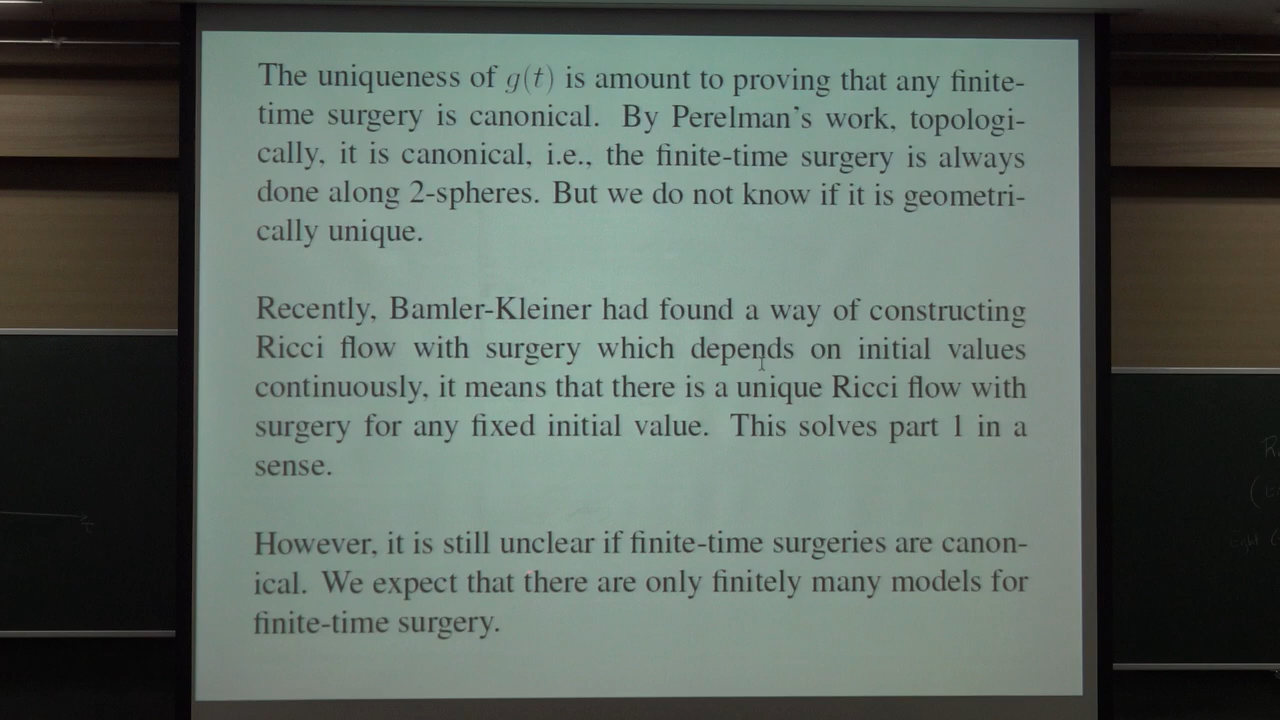 The uniqueness of g(t) is amount to proving that any finite-
time surgery is canonical. By Perelman's work, topologi-
cally, it is canonical, i.e., the finite-time surgery is always
done along 2-spheres. But we do not know if it is geometri-
cally unique.
Recently, Bamler-Kleiner had found a way of constructing
Ricci flow with surgery which depends on initial values
continuously, it means that there is a unique Ricci flow with
surgery for any fixed initial value. This solves part 1 in a
sense.
However, it is still unclear if finite-time surgeries are canon-
ical. We expect that there are only finitely many models for
finite-time surgery.
t